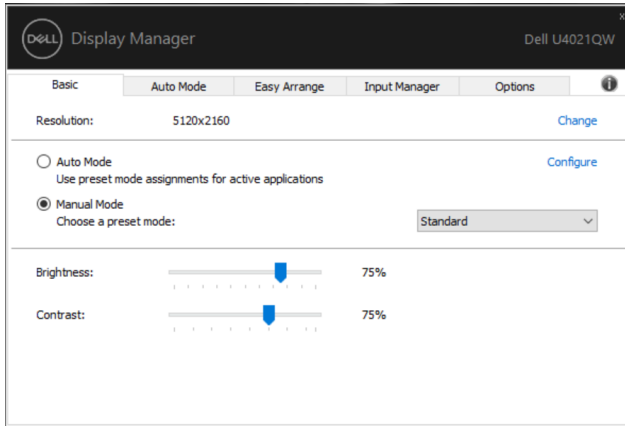 x
DELL Display Manager
Dell U4021QW
Basic Auto Mode Easy Arrange Input Manager Options i
Resolution: 5120x2160 Change
Auto Mode Configure
Use preset mode assignments for active applications
Manual Mode
Choose a preset mode: Standard
Brightness: 75%
Contrast: 75%